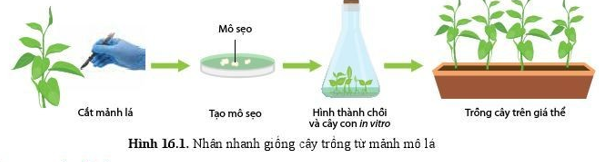 Mô sẹo
Cắt mảnh lá
Tạo mô sẹo
Hình thành chồi
và cây con in vitro
Trồng cây trên giá thể
Hình 16.1. Nhân nhanh giống cây trồng từ mảnh mô lá